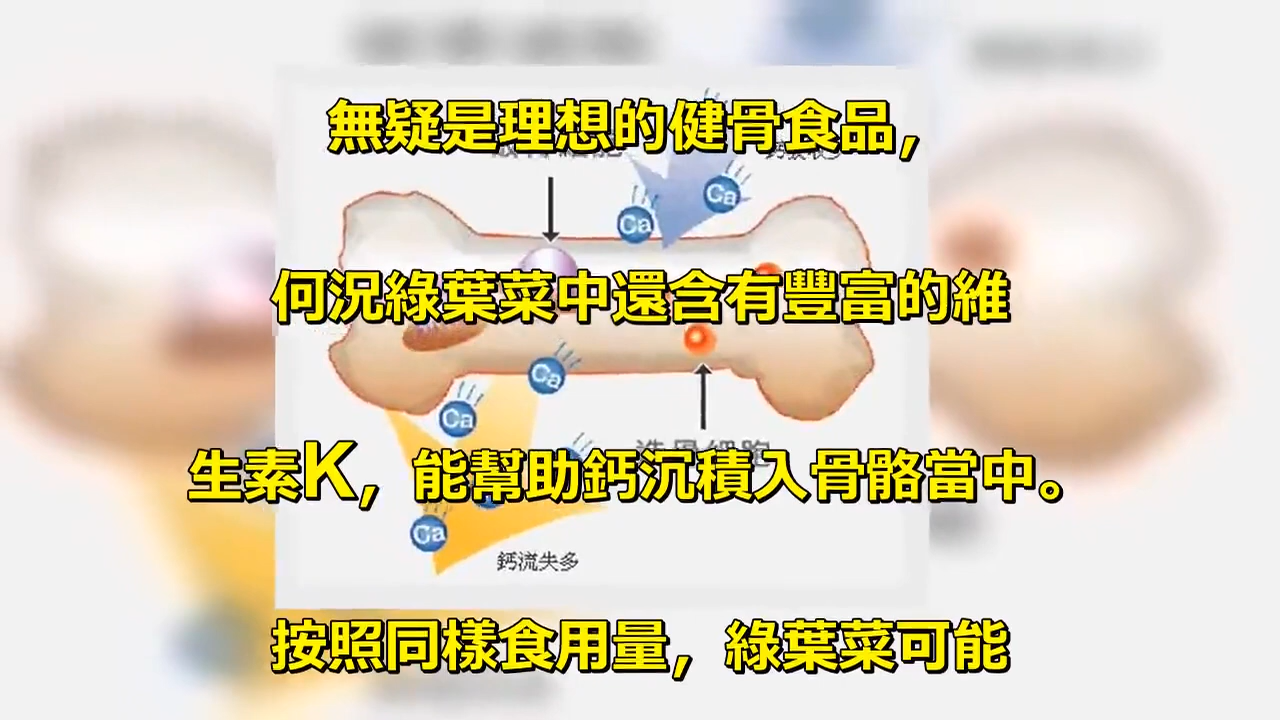 無疑是理想的健骨食品，
Ca
Ca
何況綠葉菜中還含有豐富的維
Ca
Ca
生素K，能幫助鈣沉積入骨骼當中。
Ca
鈣流失多
按照同樣食用量，綠葉菜可能